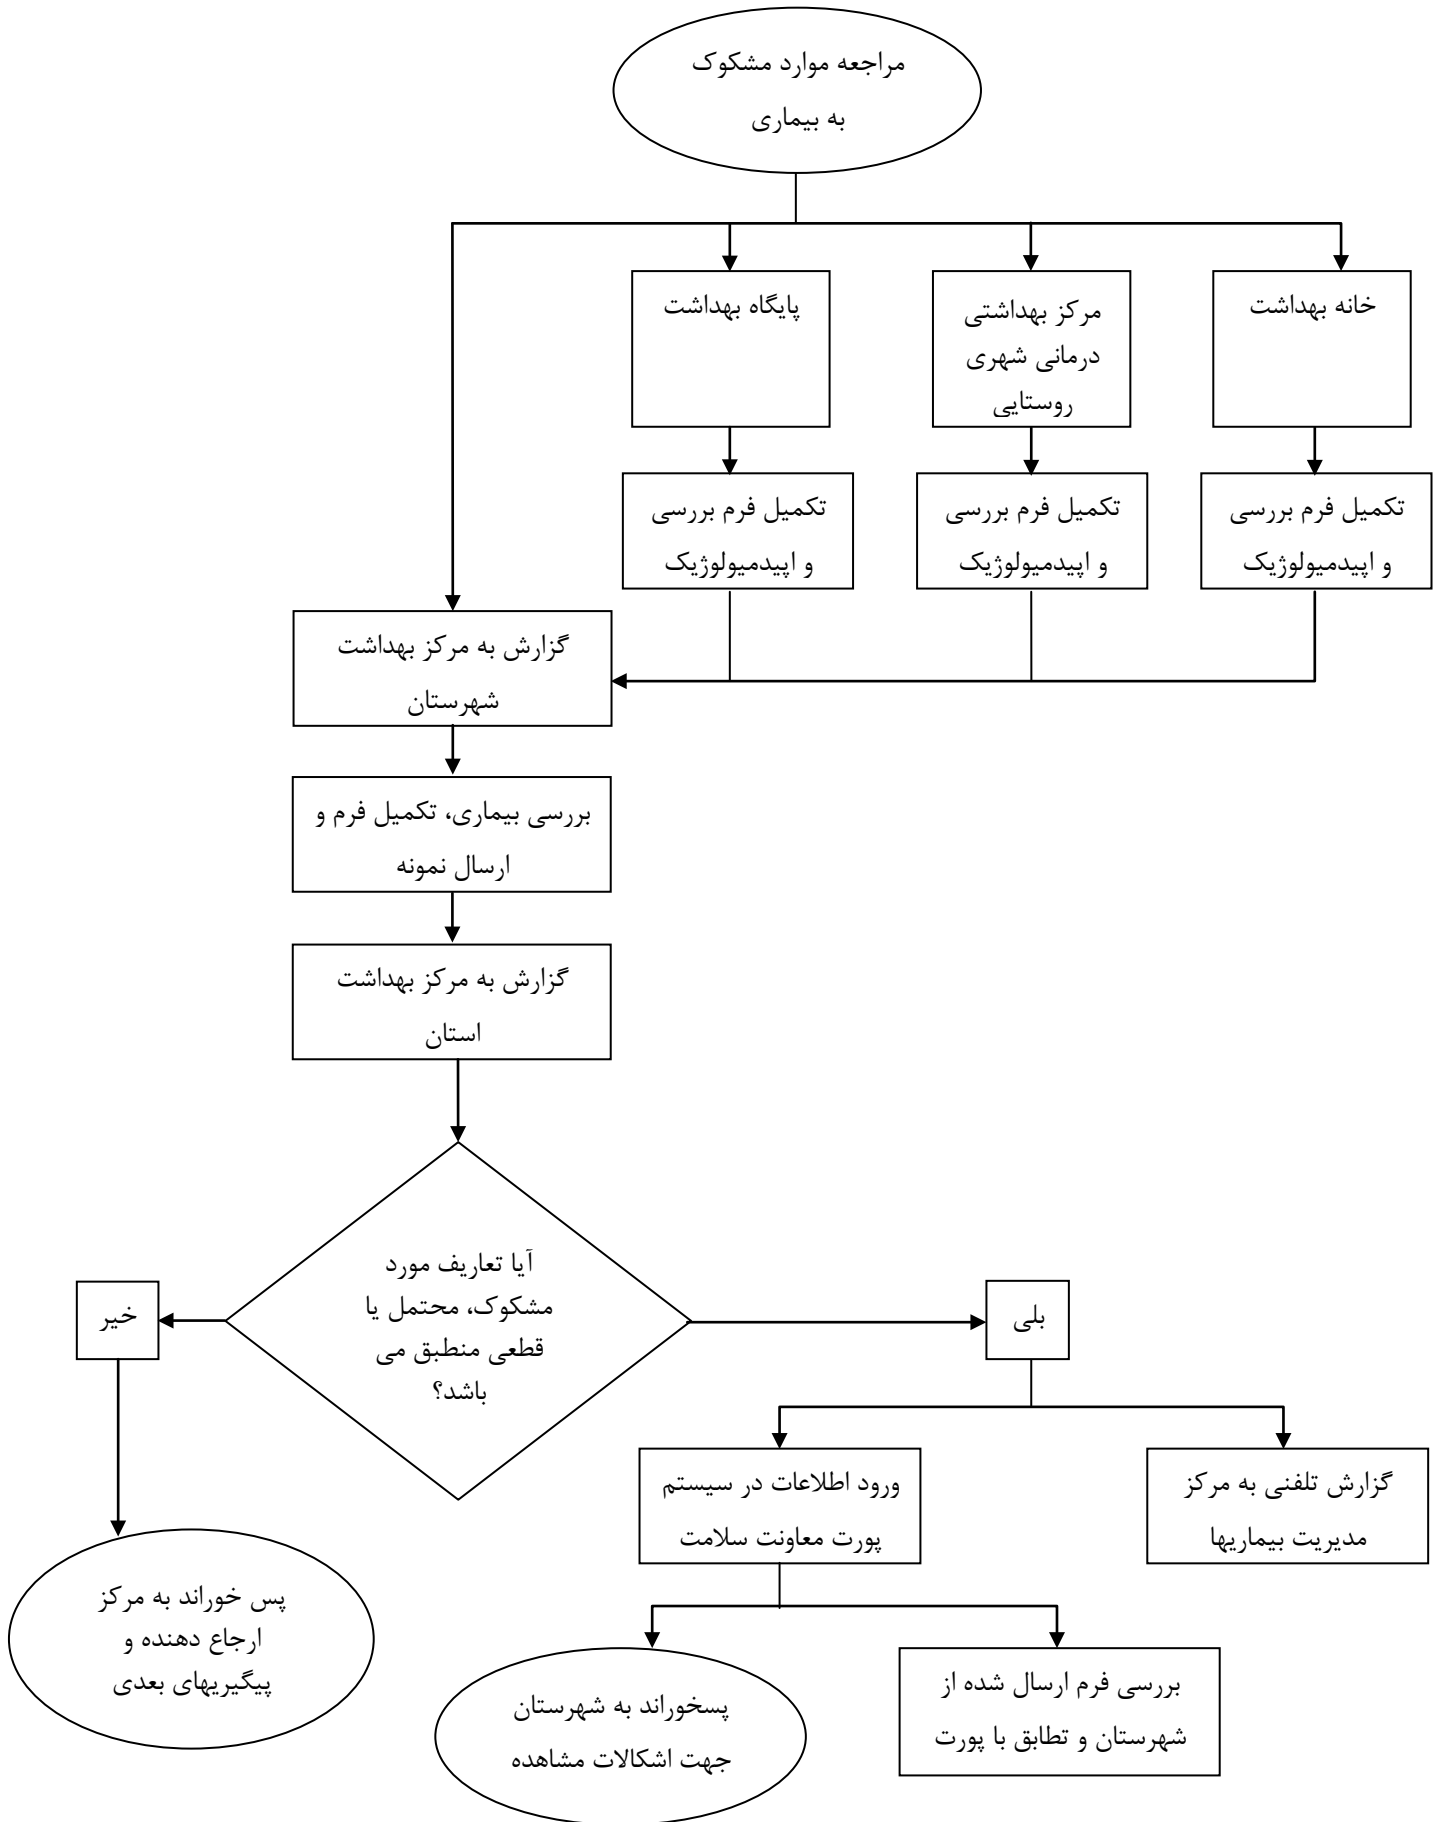 مراجعه موارد مشکوک
به بیماری
خانه بهداشت
مرکز بهداشتی
درمانی شهری
روستایی
پایگاه بهداشت
تکمیل فرم بررسی
و اپیدمیولوژیک
تکمیل فرم بررسی
و اپیدمیولوژیک
تکمیل فرم بررسی
و اپیدمیولوژیک
گزارش به مرکز بهداشت
شهرستان
بررسی بیماری، تکمیل فرم و
ارسال نمونه
گزارش به مرکز بهداشت
استان
آیا تعاریف مورد
مشکوک، محتمل یا
قطعی منطبق می
باشد؟
بلی
خیر
گزارش تلفنی به مرکز
مدیریت بیماریها
ورود اطلاعات در سیستم
پورت معاونت سلامت
پس خوراند به مرکز
ارجاع دهنده و
پیگیریهای بعدی
بررسی فرم ارسال شده از
شهرستان و تطابق با پورت
پسخوراند به شهرستان
جهت اشکالات مشاهده